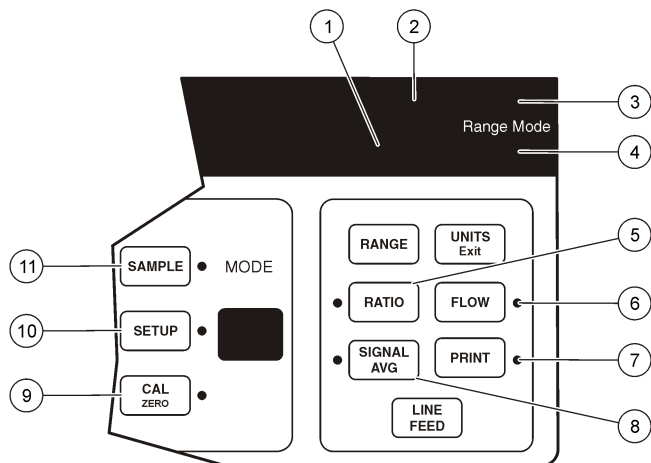 1
2
3
Range Mode
4
RANGE
UNITS
Exit
5
11
SAMPLE
MODE
RATIO
FLOW
6
10
SETUP
SIGNAL
AVG
PRINT
7
9
CAL
ZERO
LINE
FEED
8